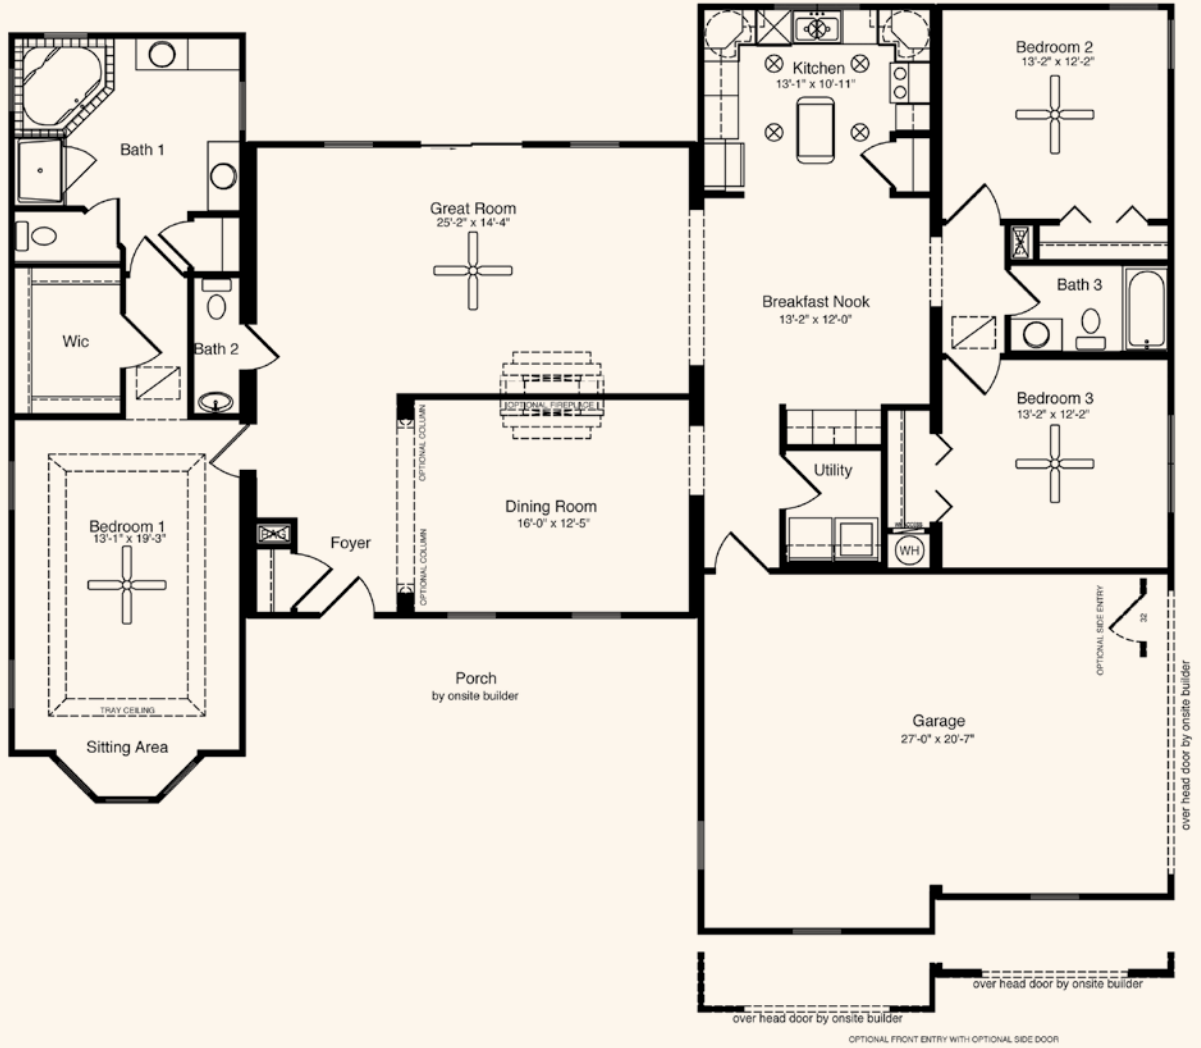 Bath 1
Wic
Bath 2
Bedroom 1
13'-1" x 19'-3"
TRAY CEILING
Sitting Area
Great Room
25'-2" x 14'-4"
OPTIONAL FIREPLACE
OPTIONAL COLUMN
OPTIONAL COLUMN
Dining Room
16'-0" x 12'-5"
RAG
Foyer
Porch
by onsite builder
Kitchen
13'-1" x 10'-11"
Breakfast Nook
13'-2" x 12'-0"
Utility
WH
Bedroom 2
13'-2" x 12'-2"
RAG
Bath 3
Bedroom 3
13'-2" x 12'-2"
OPTIONAL SIDE ENTRY
32
Garage
27'-0" x 20'-7"
over head door by onsite builder
over head door by onsite builder
over head door by onsite builder
OPTIONAL FRONT ENTRY WITH OPTIONAL SIDE DOOR